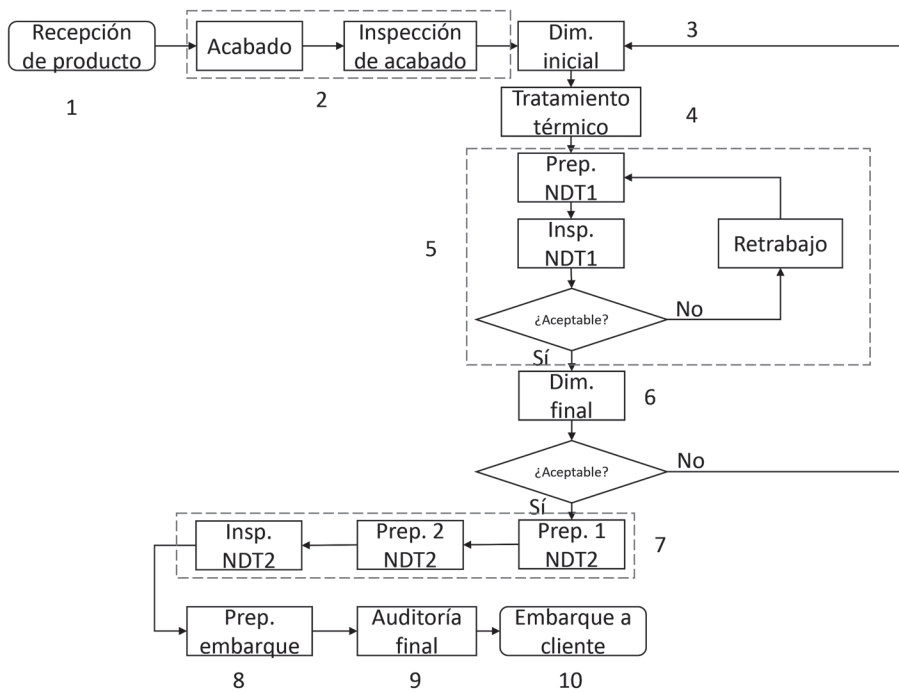 Recepción
de producto
1
Acabado
Inspección
de acabado
2
Dim.
inicial
3
Tratamiento
térmico
4
Prep.
NDT1
Insp.
NDT1
5
Retrabajo
¿Aceptable?
No
Sí
Dim.
final
6
¿Aceptable?
No
Sí
Prep. 1
NDT2
Prep. 2
NDT2
Insp.
NDT2
7
Prep.
embarque
8
Auditoría
final
9
Embarque a
cliente
10